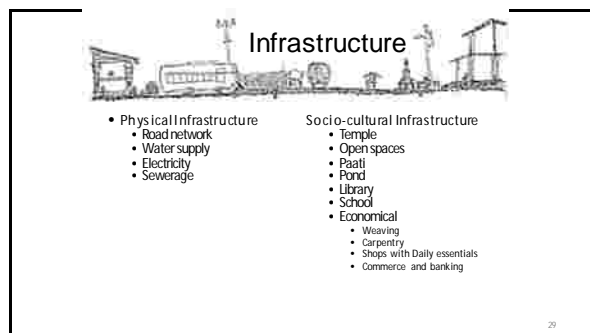 Infrastructure
• Physical Infrastructure
• Road network
• Water supply
• Electricity
• Sewerage
Socio-cultural Infrastructure
• Temple
• Open spaces
• Paati
• Pond
• Library
• School
• Economical
• Weaving
• Carpentry
• Shops with Daily essentials
• Commerce and banking
29